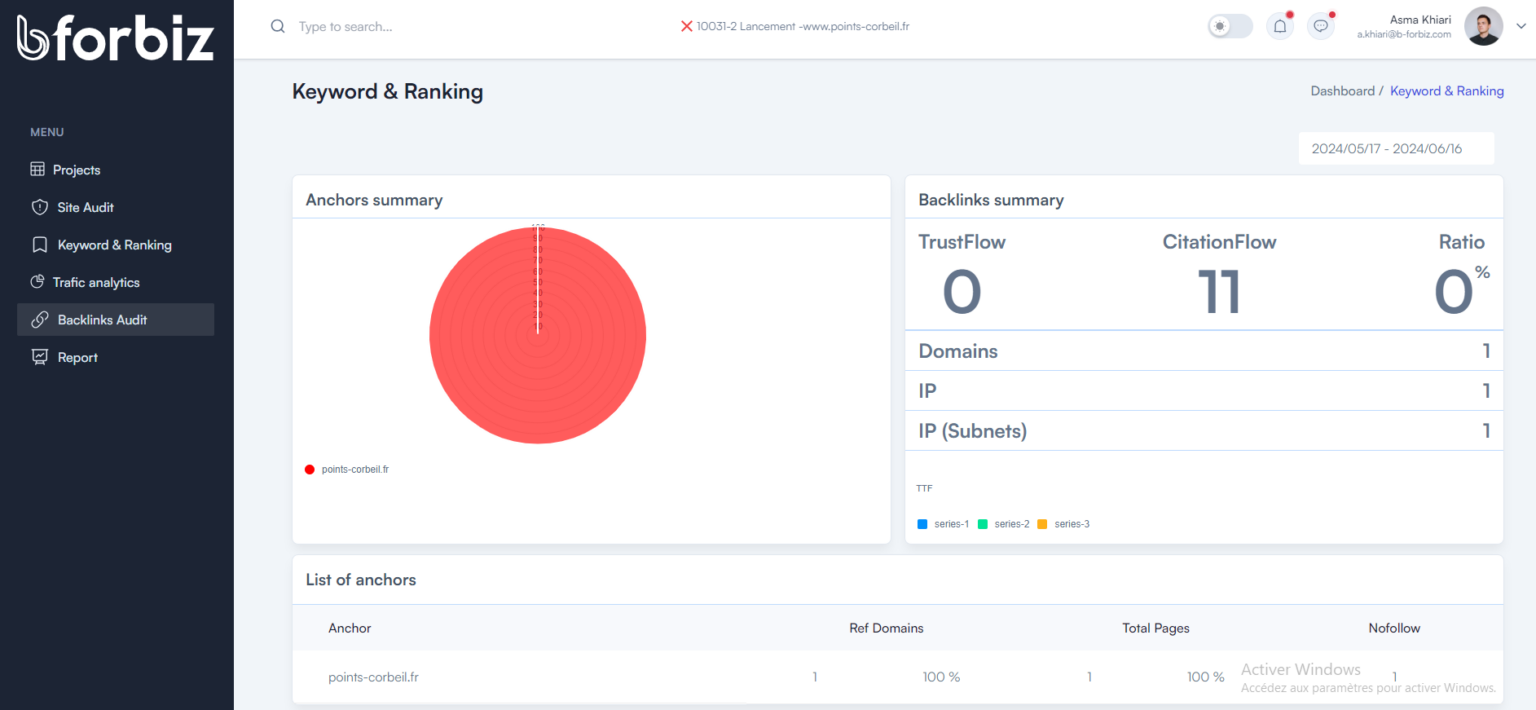 bforbiz
Type to search...
10031-2 Lancement -www.points-corbeil.fr
Asma Khiari
a.khiari@b-forbiz.com
MENU
Projects
Site Audit
Keyword & Ranking
Trafic analytics
Backlinks Audit
Report
Keyword & Ranking
Dashboard / Keyword & Ranking
2024/05/17 - 2024/06/16
Anchors summary
100
90
80
70
60
50
40
30
20
10
points-corbeil.fr
Backlinks summary
TrustFlow CitationFlow Ratio
0 11 0%
Domains 1
IP 1
IP (Subnets) 1
TTF
series-1 series-2 series-3
List of anchors
Anchor Ref Domains Total Pages Nofollow
points-corbeil.fr 1 100 % 1 100 % 1
Activer Windows
Accédez aux paramètres pour activer Windows.